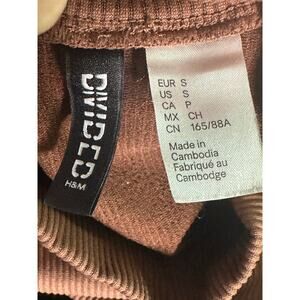 DIVIDED
H&M
EUR S
US S
CA P
MX CH
CN 165/88A
Made in
Cambodia
Fabriqué au
Cambodge